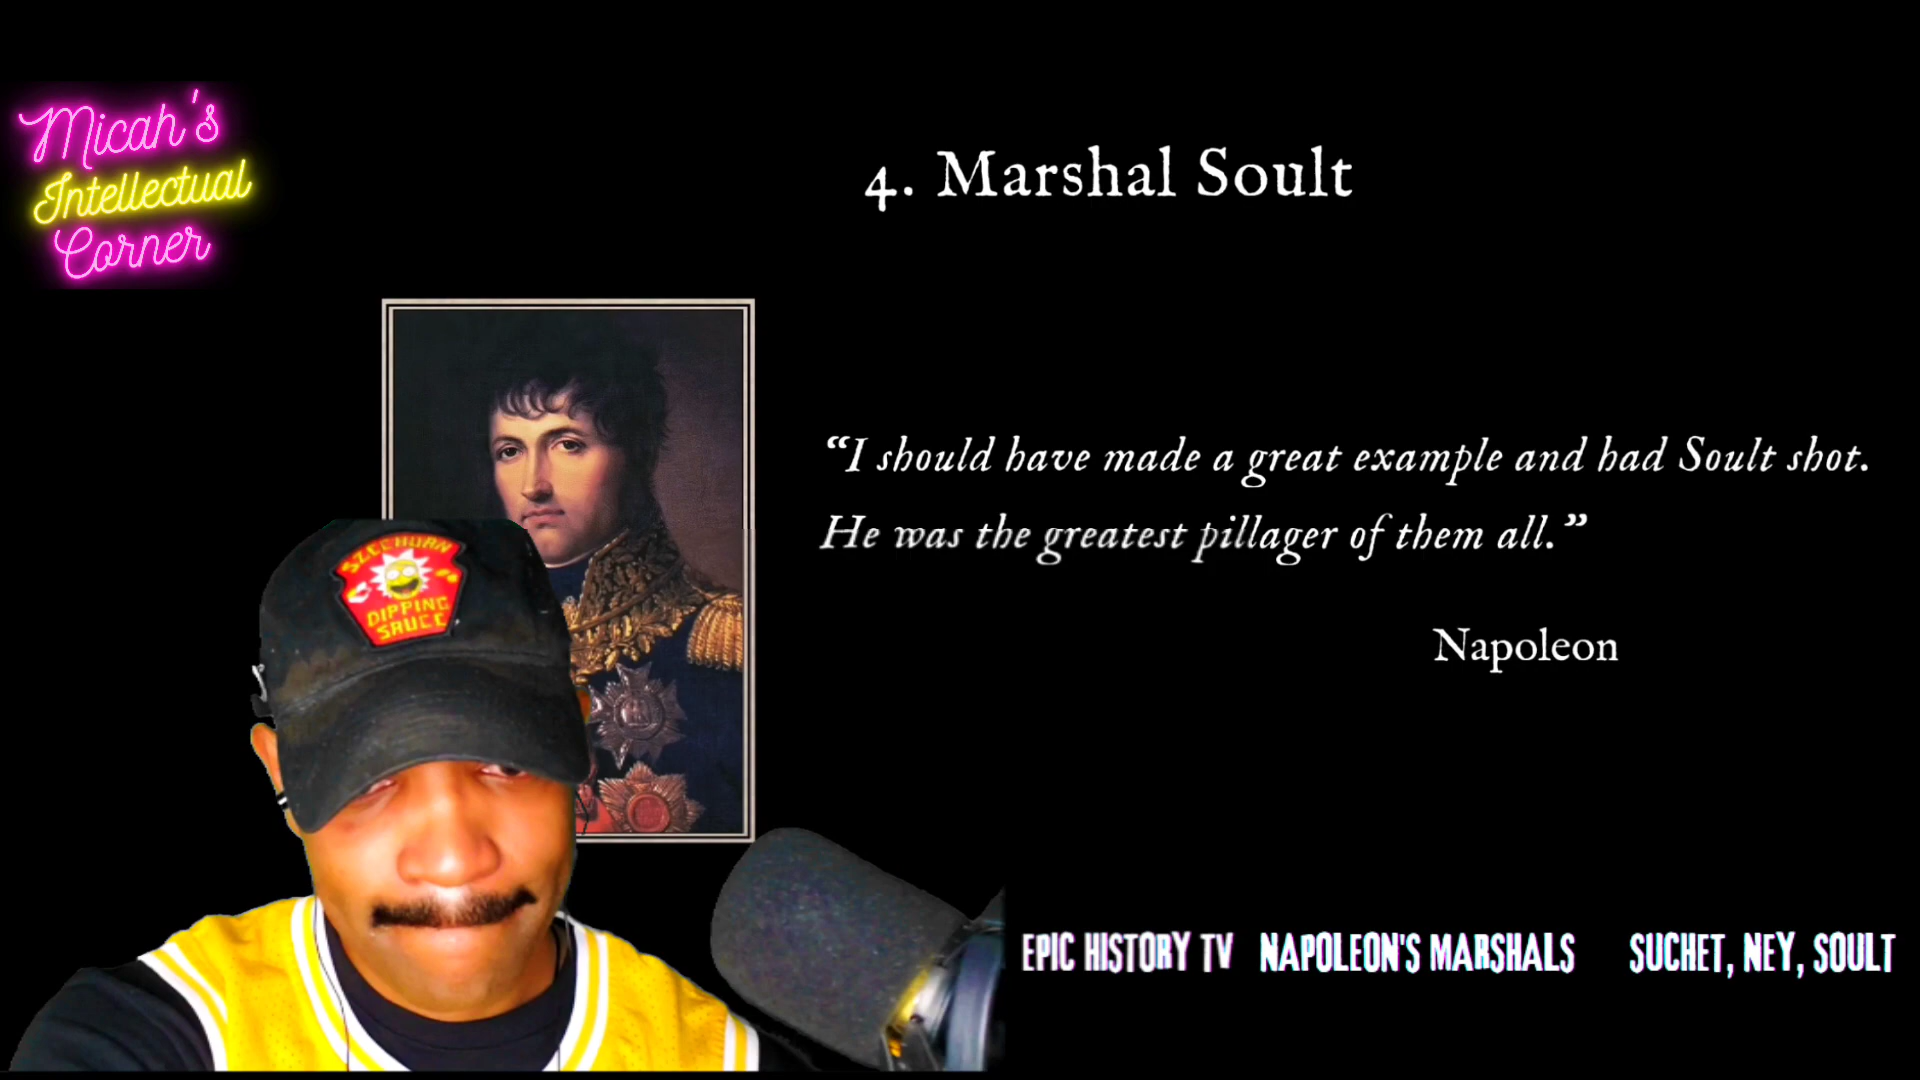 Micah's
Intellectual
Corner
4. Marshal Soult
“I should have made a great example and had Soult shot.
He was the greatest pillager of them all.”
Napoleon
SZECHUAN
DIPPING
SAUCE
EPIC HISTORY TV NAPOLEON'S MARSHALS SUCHET, NEY, SOULT